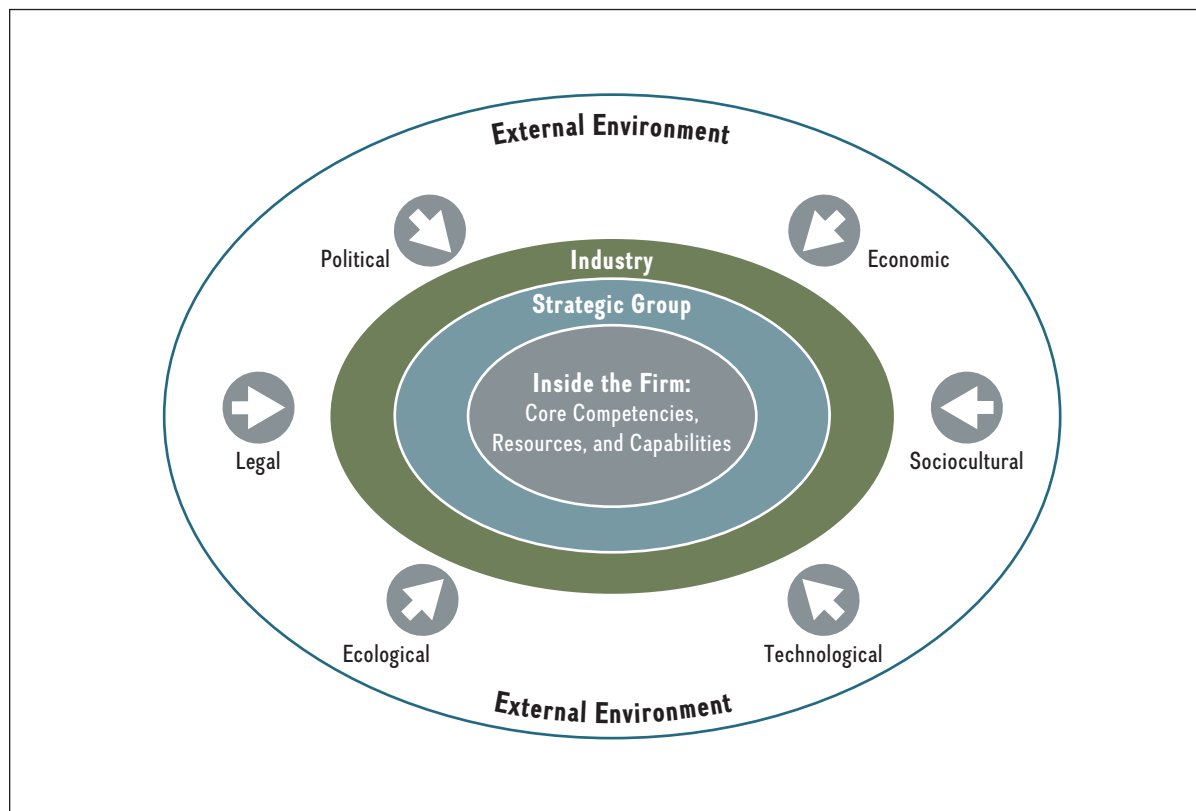 External Environment
Political
Economic
Industry
Strategic Group
Inside the Firm:
Core Competencies,
Resources, and Capabilities
Legal
Sociocultural
Ecological
Technological
External Environment